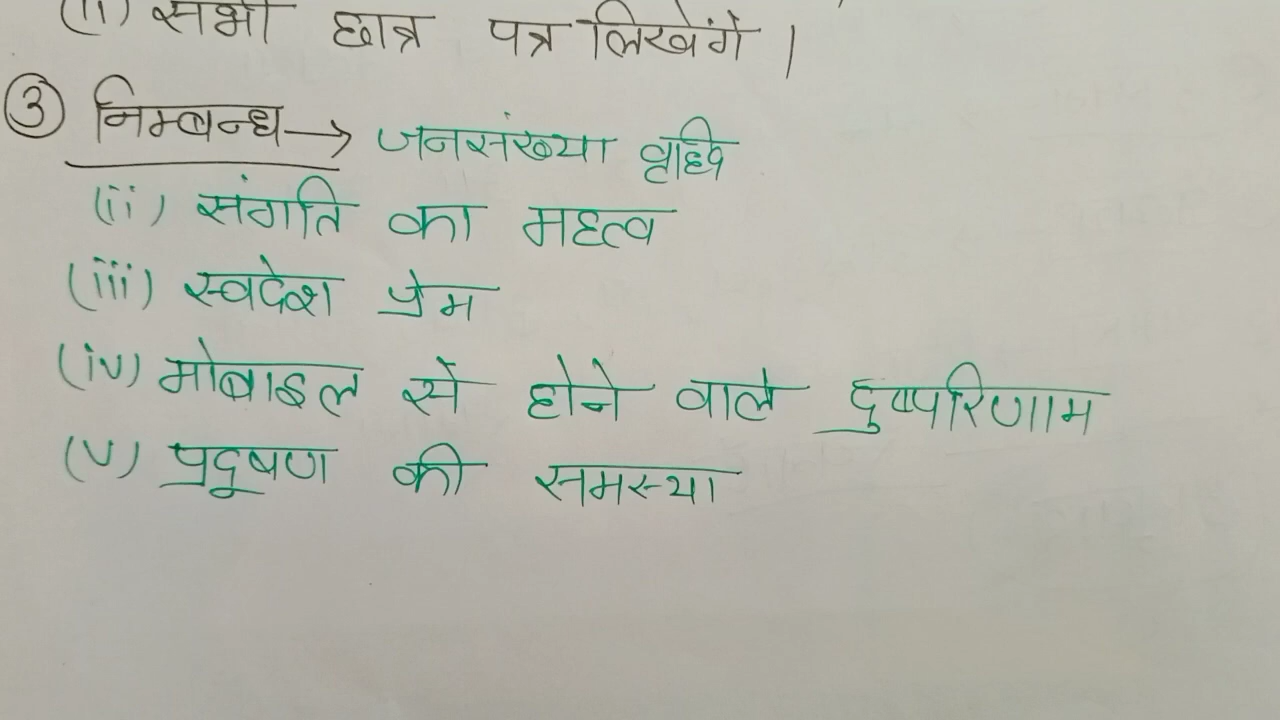 (ii) सभी छात्र पत्र लिखेंगे ।
③ निम्बन्ध → जनसंख्या वृद्धि
(ii) संगति का महत्व
(iii) स्वदेश प्रेम
(iv) मोबाइल से होने वाले दुष्परिणाम
(v) प्रदूषण की समस्या